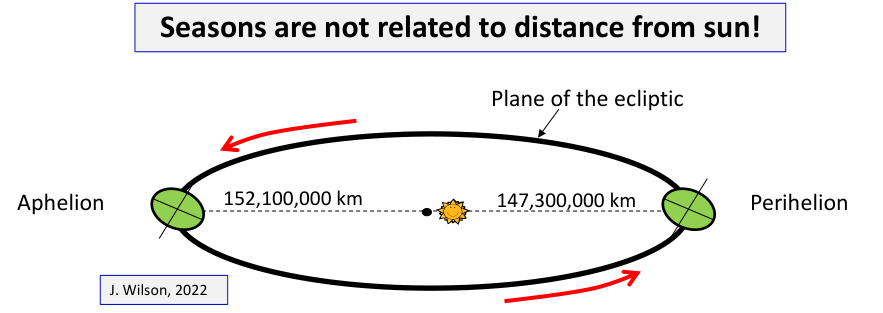 Seasons are not related to distance from sun!
Plane of the ecliptic
Aphelion
152,100,000 km
147,300,000 km
Perihelion
J. Wilson, 2022